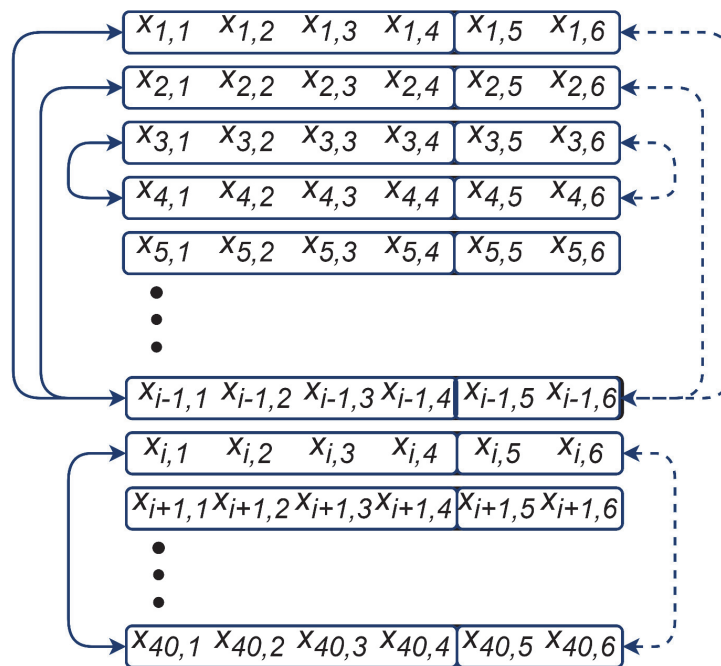 x1,1 x1,2 x1,3 x1,4 x1,5 x1,6
x2,1 x2,2 x2,3 x2,4 x2,5 x2,6
x3,1 x3,2 x3,3 x3,4 x3,5 x3,6
x4,1 x4,2 x4,3 x4,4 x4,5 x4,6
x5,1 x5,2 x5,3 x5,4 x5,5 x5,6
xi-1,1 xi-1,2 xi-1,3 xi-1,4 xi-1,5 xi-1,6
xi,1 xi,2 xi,3 xi,4 xi,5 xi,6
xi+1,1 xi+1,2 xi+1,3 xi+1,4 xi+1,5 xi+1,6
x40,1 x40,2 x40,3 x40,4 x40,5 x40,6